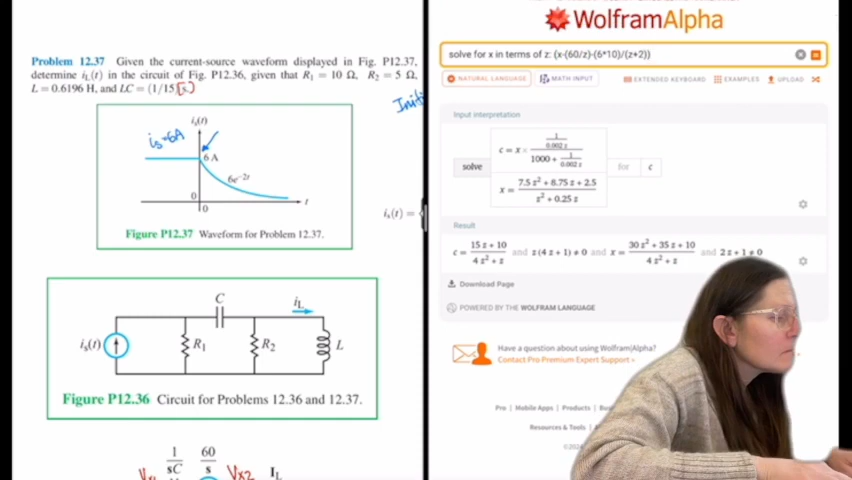 Problem 12.37 Given the current-source waveform displayed in Fig. P12.37,
determine iL(t) in the circuit of Fig. P12.36, given that R1 = 10 Ω, R2 = 5 Ω,
L = 0.6196 H, and LC = (1/15) s.
Initi
is(t)
is=6A
6 A
6e^-2t
0
0
t
is(t) =
Figure P12.37 Waveform for Problem 12.37.
C
iL
is(t)
R1
R2
L
Figure P12.36 Circuit for Problems 12.36 and 12.37.
1
sC
60
s
Vx1
Vx2
IL
WolframAlpha
solve for x in terms of z: (x-(60/z)-(6*10)/(z+2))
NATURAL LANGUAGE
MATH INPUT
EXTENDED KEYBOARD
EXAMPLES
UPLOAD
Input interpretation
solve
c = x × (1/(0.002 z))/(1000 + 1/(0.002 z))
x = (7.5 z² + 8.75 z + 2.5)/(z² + 0.25 z)
for
c
Result
c = (15 z + 10)/(4 z² + z) and z (4 z + 1) ≠ 0 and x = (30 z² + 35 z + 10)/(4 z² + z) and 2 z + 1 ≠ 0
Download Page
POWERED BY THE WOLFRAM LANGUAGE
Have a question about using Wolfram|Alpha?
Contact Pro Premium Expert Support ›
Pro | Mobile Apps | Products |
Resources & Tools |